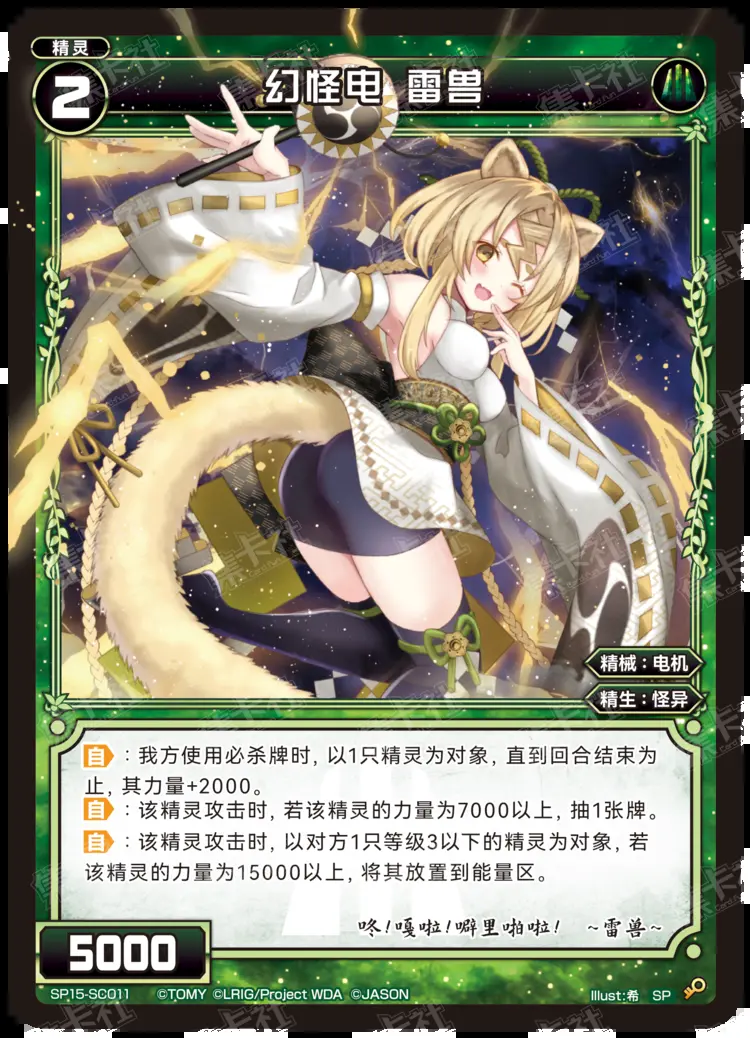 精灵
2
幻怪电 雷兽
精械：电机
精生：怪异
自：我方使用必杀牌时，以1只精灵为对象，直到回合结束为
止，其力量+2000。
自：该精灵攻击时，若该精灵的力量为7000以上，抽1张牌。
自：该精灵攻击时，以对方1只等级3以下的精灵为对象，若
该精灵的力量为15000以上，将其放置到能量区。
咚！嘎啦！噼里啪啦！ ～雷兽～
5000
SP15-SC011 ©TOMY ©LRIG/Project WDA ©JASON
Illust:希 SP
集卡社